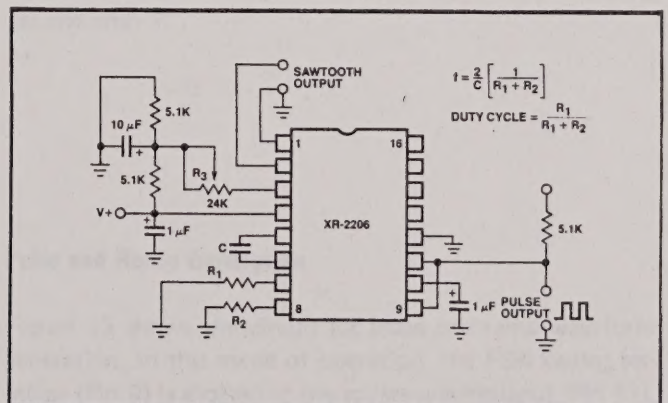 SAWTOOTH
OUTPUT
f = 2/C [ 1 / R1 + R2 ]
DUTY CYCLE = R1 / R1 + R2
5.1K
10 µF
+
5.1K
R3
24K
V+
+
1 µF
C
R1
R2
1
16
XR-2206
8
9
5.1K
+
1 µF
PULSE
OUTPUT